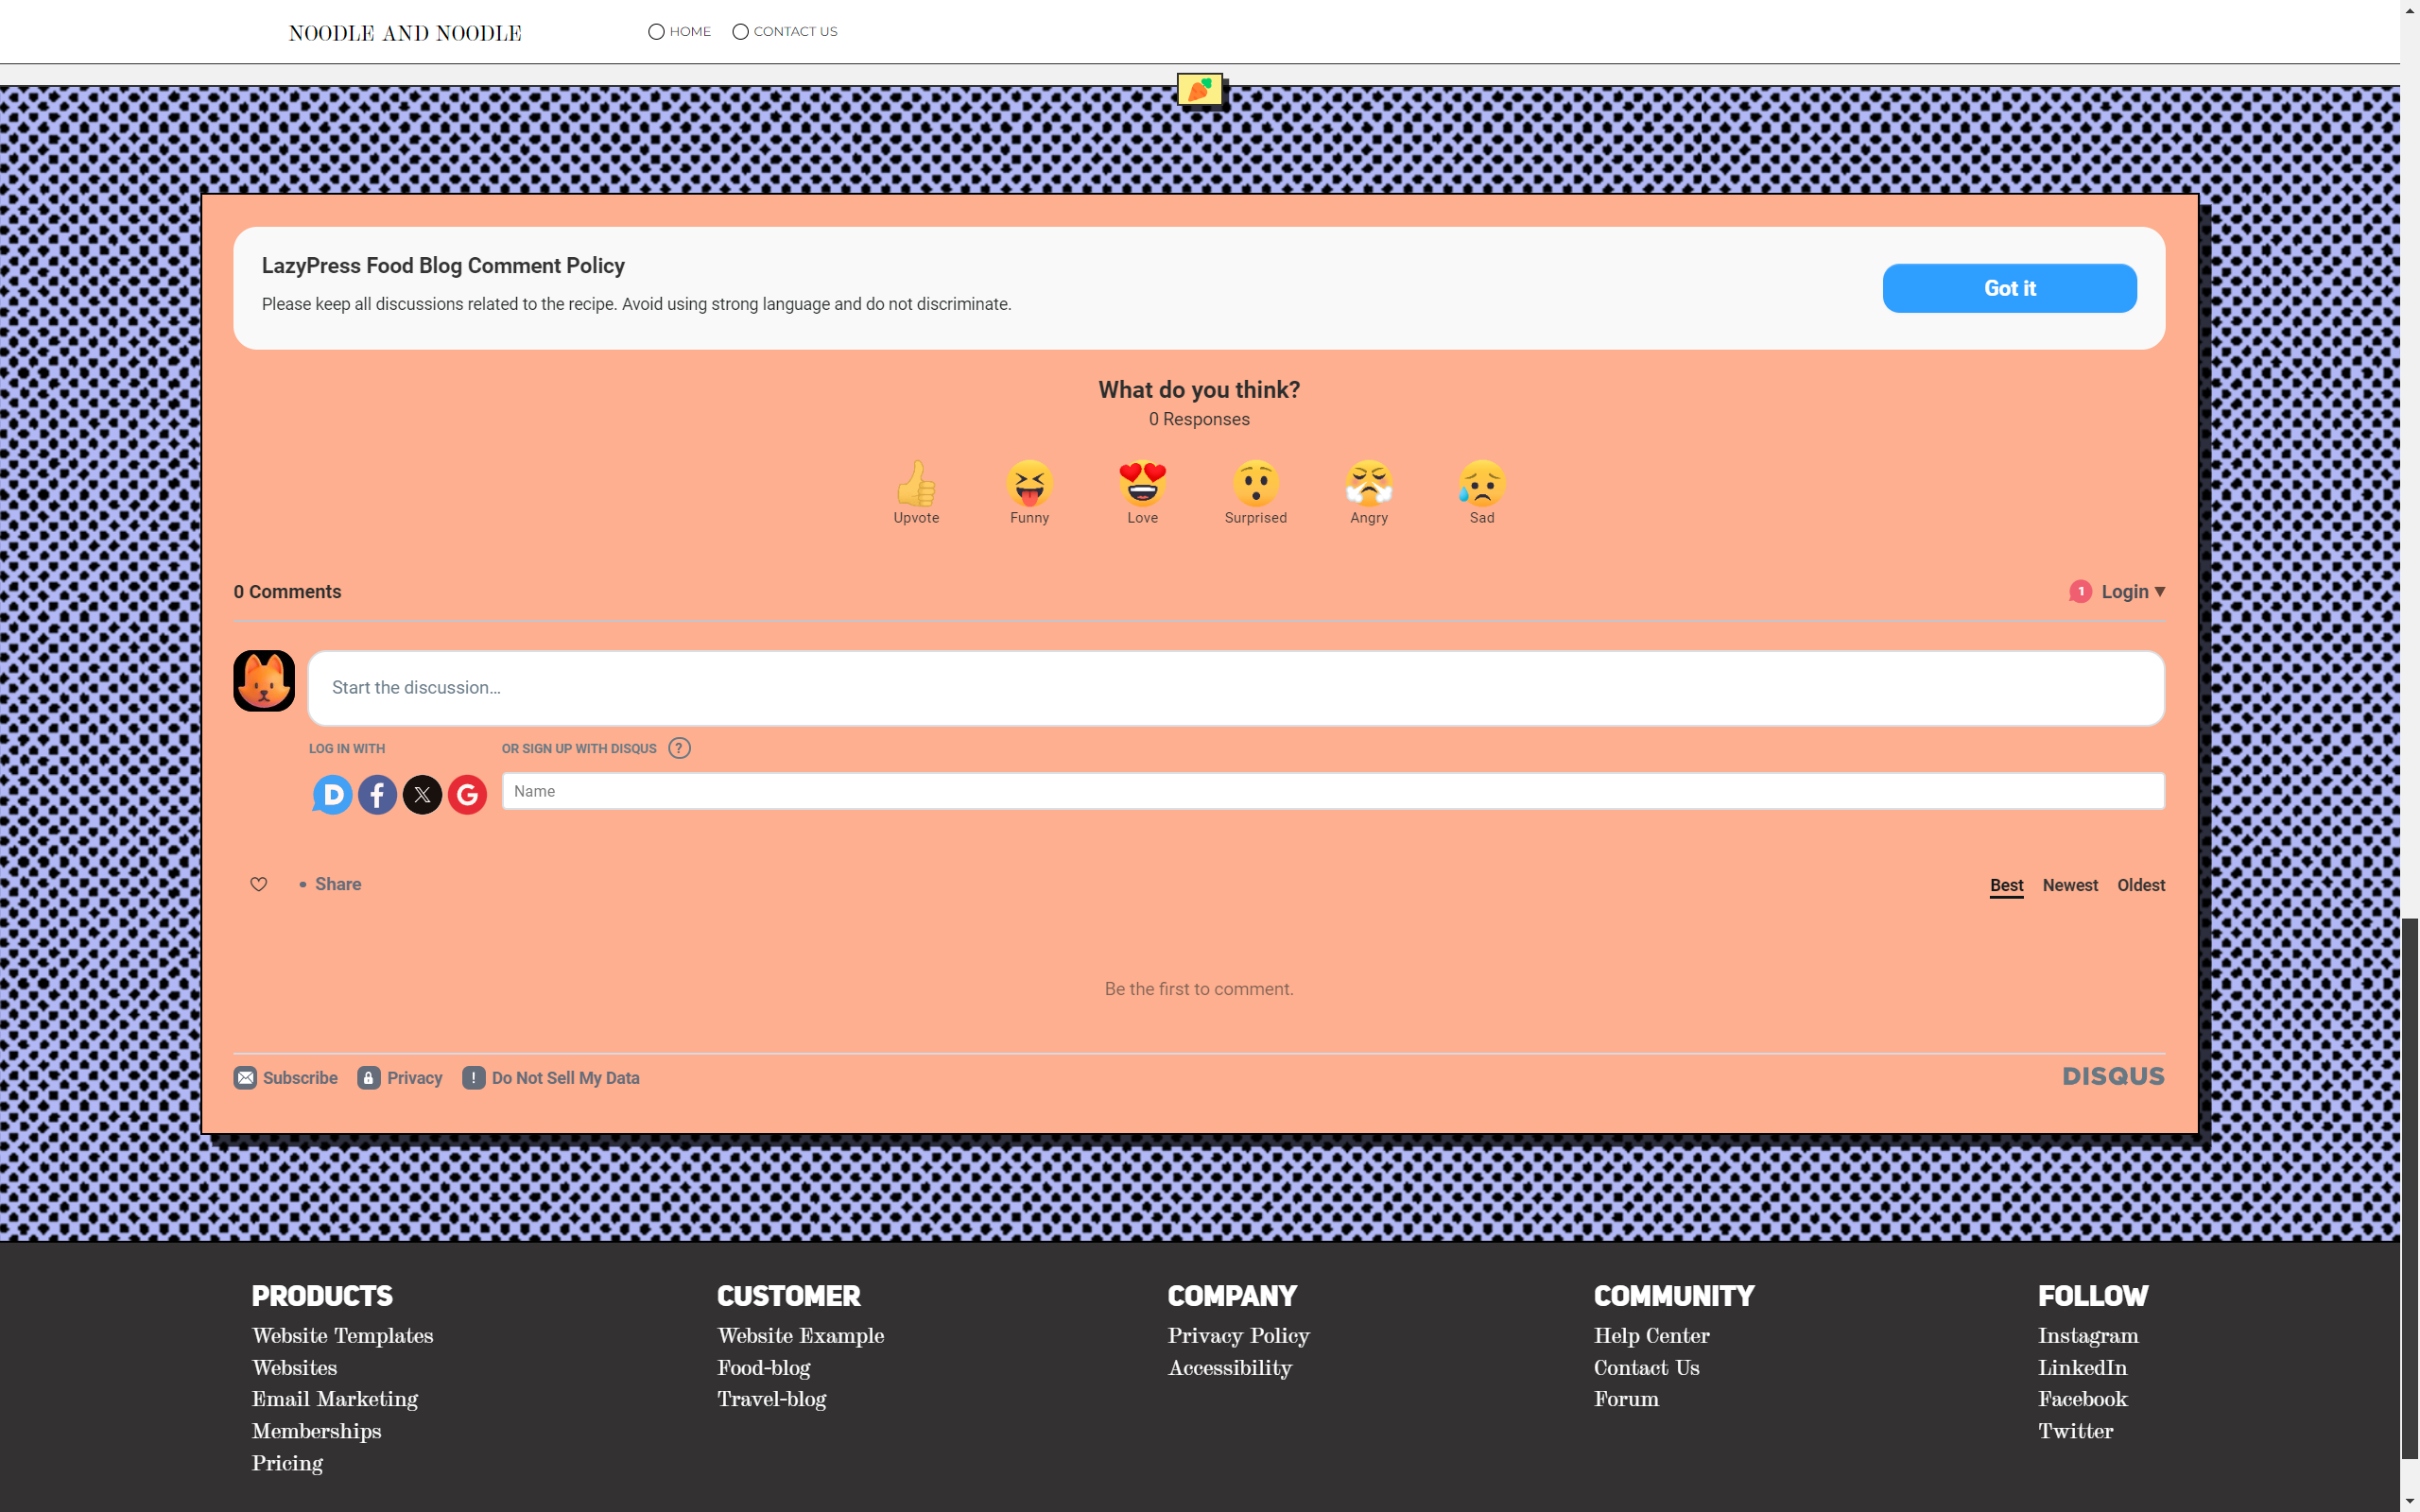 NOODLE AND NOODLE
HOME
CONTACT US
LazyPress Food Blog Comment Policy
Please keep all discussions related to the recipe. Avoid using strong language and do not discriminate.
Got it
What do you think?
0 Responses
Upvote
Funny
Love
Surprised
Angry
Sad
0 Comments
1
Login
Start the discussion…
LOG IN WITH
OR SIGN UP WITH DISQUS ?
Name
• Share
Best
Newest
Oldest
Be the first to comment.
Subscribe
Privacy
Do Not Sell My Data
DISQUS
PRODUCTS
Website Templates
Websites
Email Marketing
Memberships
Pricing
CUSTOMER
Website Example
Food-blog
Travel-blog
COMPANY
Privacy Policy
Accessibility
COMMUNITY
Help Center
Contact Us
Forum
FOLLOW
Instagram
LinkedIn
Facebook
Twitter